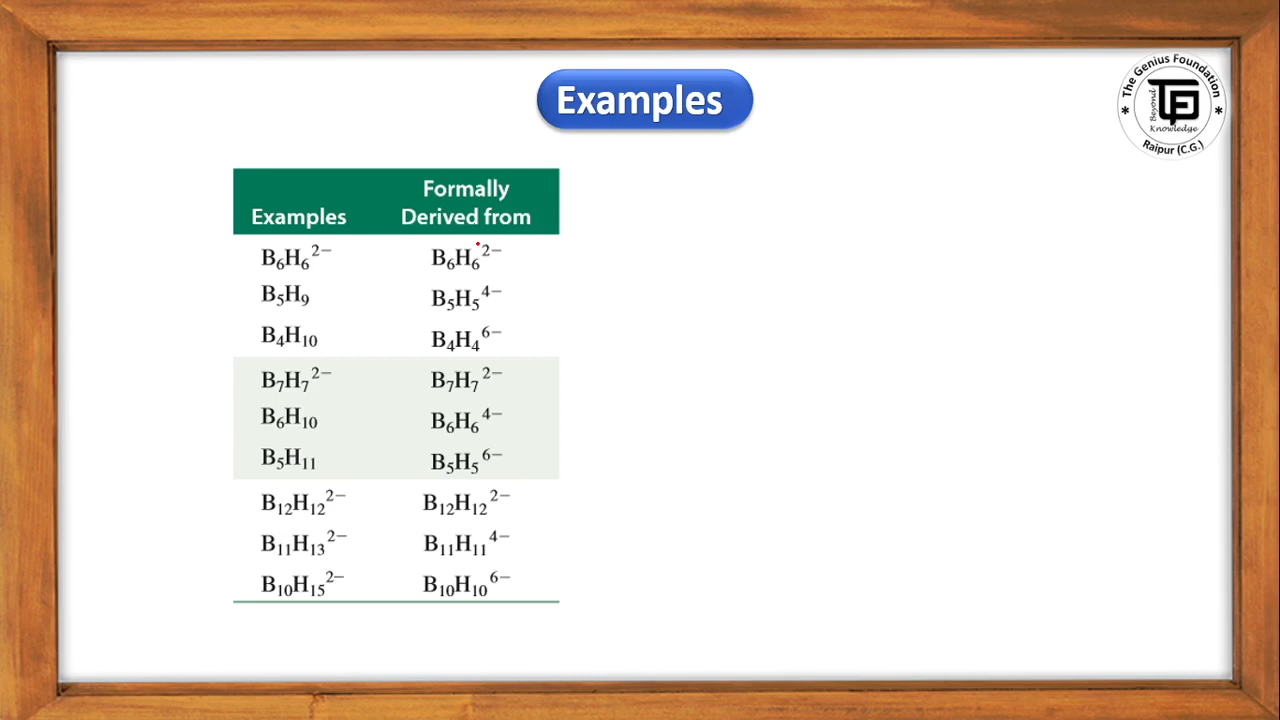 Examples
* The Genius Foundation *
Beyond
Knowledge
Raipur (C.G.)
Formally
Examples Derived from
B₆H₆²⁻ B₆H₆²⁻
B₅H₉ B₅H₅⁴⁻
B₄H₁₀ B₄H₄⁶⁻
B₇H₇²⁻ B₇H₇²⁻
B₆H₁₀ B₆H₆⁴⁻
B₅H₁₁ B₅H₅⁶⁻
B₁₂H₁₂²⁻ B₁₂H₁₂²⁻
B₁₁H₁₃²⁻ B₁₁H₁₁⁴⁻
B₁₀H₁₅²⁻ B₁₀H₁₀⁶⁻